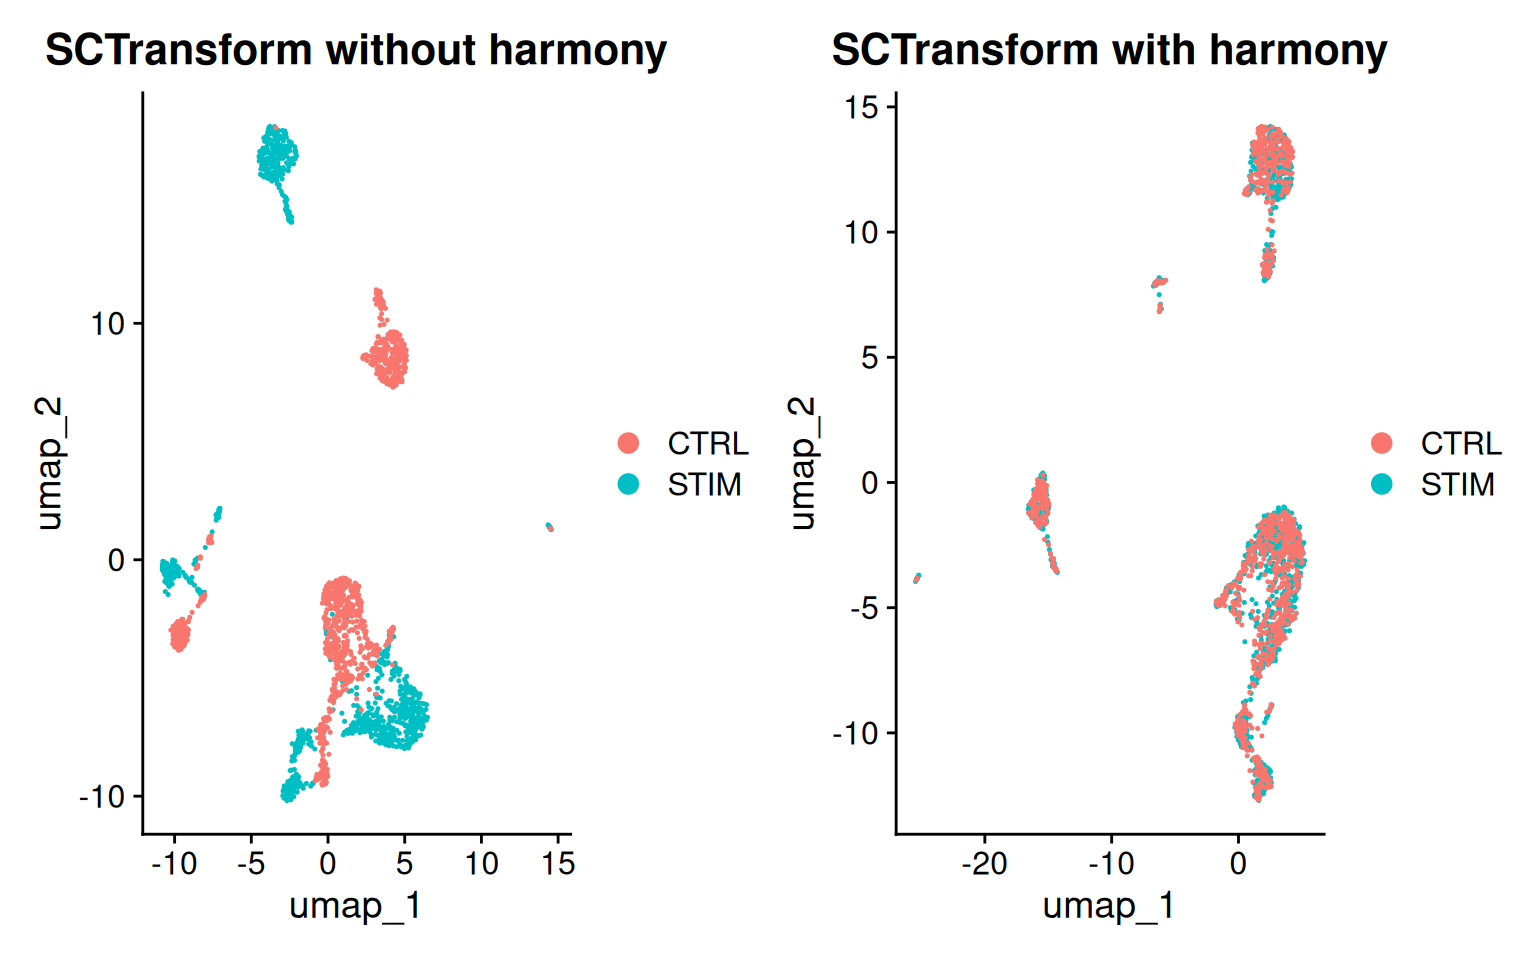 SCTransform without harmony
10
0
-10
-10 -5 0 5 10 15
umap_1
umap_2
CTRL
STIM
SCTransform with harmony
15
10
5
0
-5
-10
-20 -10 0
umap_1
umap_2
CTRL
STIM